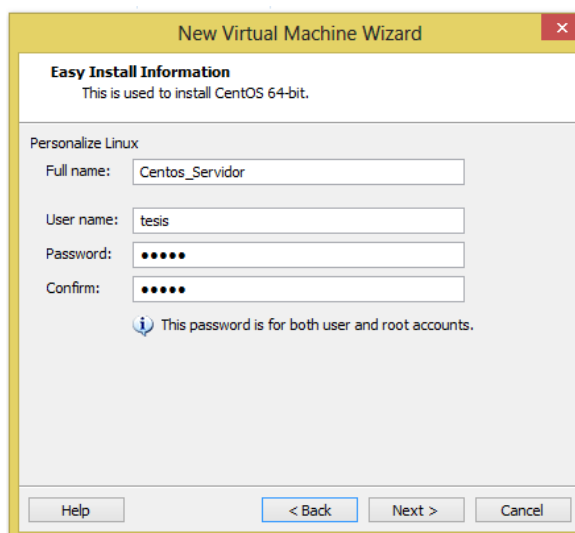 New Virtual Machine Wizard
Easy Install Information
This is used to install CentOS 64-bit.
Personalize Linux
Full name: Centos_Servidor
User name: tesis
Password: •••••
Confirm: •••••
This password is for both user and root accounts.
Help < Back Next > Cancel